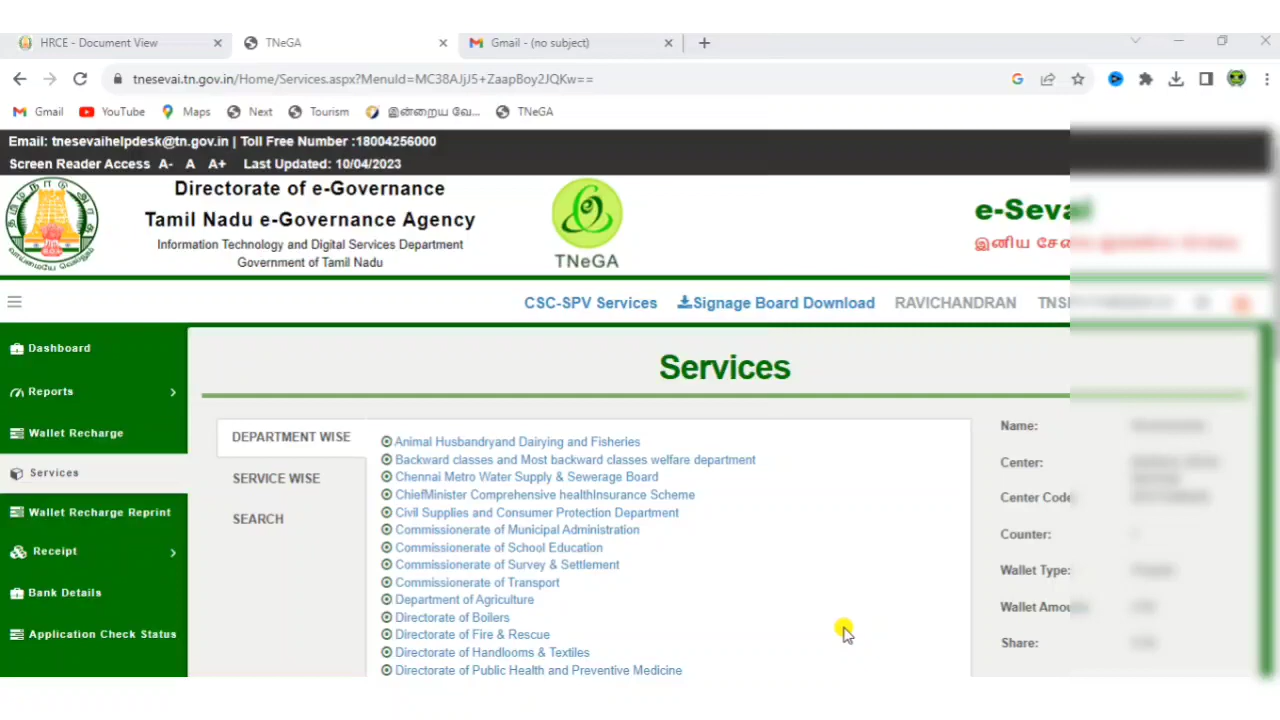 HRCE - Document View
TNeGA
Gmail - (no subject)
tnesevai.tn.gov.in/Home/Services.aspx?MenuId=MC38AJjJ5+ZaapBoy2JQKw==
Gmail YouTube Maps Next Tourism இன்றைய வே... TNeGA
Email: tnesevaihelpdesk@tn.gov.in | Toll Free Number :18004256000
Screen Reader Access A- A A+ Last Updated: 10/04/2023
Directorate of e-Governance
Tamil Nadu e-Governance Agency
Information Technology and Digital Services Department
Government of Tamil Nadu
TNeGA
e-Sevai
இனிய
CSC-SPV Services Signage Board Download RAVICHANDRAN
Dashboard
Reports
Wallet Recharge
Services
Wallet Recharge Reprint
Receipt
Bank Details
Application Check Status
Services
DEPARTMENT WISE
SERVICE WISE
SEARCH
Animal Husbandryand Dairying and Fisheries
Backward classes and Most backward classes welfare department
Chennai Metro Water Supply & Sewerage Board
ChiefMinister Comprehensive healthInsurance Scheme
Civil Supplies and Consumer Protection Department
Commissionerate of Municipal Administration
Commissionerate of School Education
Commissionerate of Survey & Settlement
Commissionerate of Transport
Department of Agriculture
Directorate of Boilers
Directorate of Fire & Rescue
Directorate of Handlooms & Textiles
Directorate of Public Health and Preventive Medicine
Name:
Center:
Center Code
Counter:
Wallet Type:
Wallet Amou
Share: